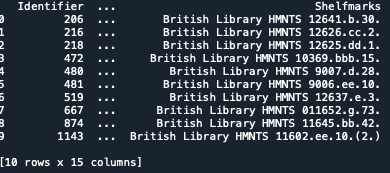 Identifier ... Shelfmarks
0 206 ... British Library HMNTS 12641.b.30.
1 216 ... British Library HMNTS 12626.cc.2.
2 218 ... British Library HMNTS 12625.dd.1.
3 472 ... British Library HMNTS 10369.bbb.15.
4 480 ... British Library HMNTS 9007.d.28.
5 481 ... British Library HMNTS 9006.ee.10.
6 519 ... British Library HMNTS 12637.e.3.
7 667 ... British Library HMNTS 011652.g.73.
8 874 ... British Library HMNTS 11645.bb.42.
9 1143 ... British Library HMNTS 11602.ee.10.(2.)
[10 rows x 15 columns]